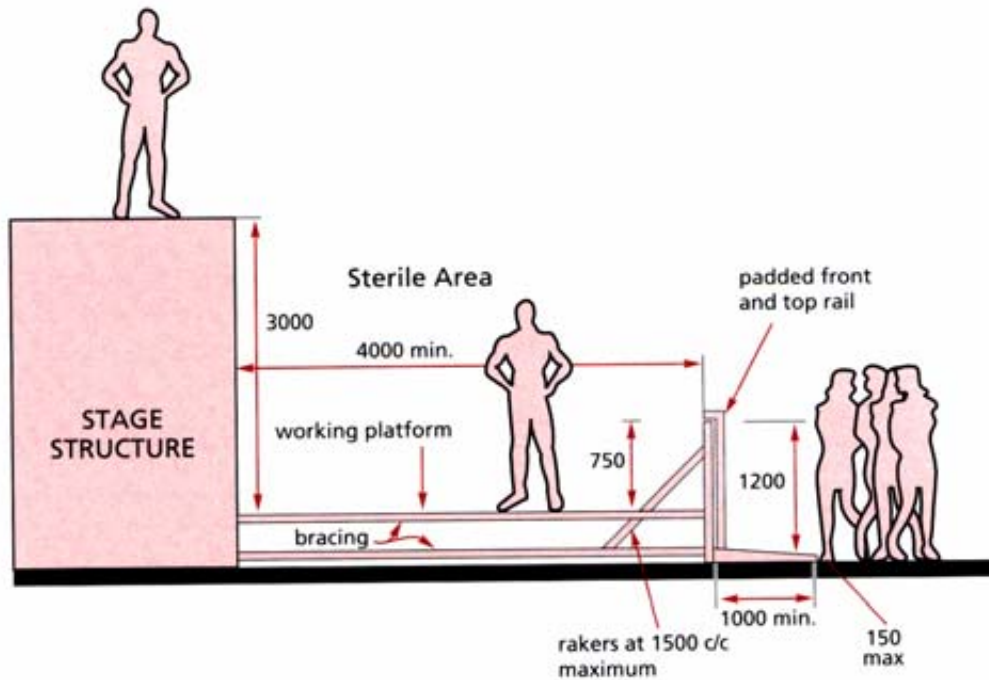 Sterile Area
padded front
and top rail
3000
4000 min.
STAGE
STRUCTURE
working platform
750
1200
bracing
1000 min.
rakers at 1500 c/c
maximum
150
max